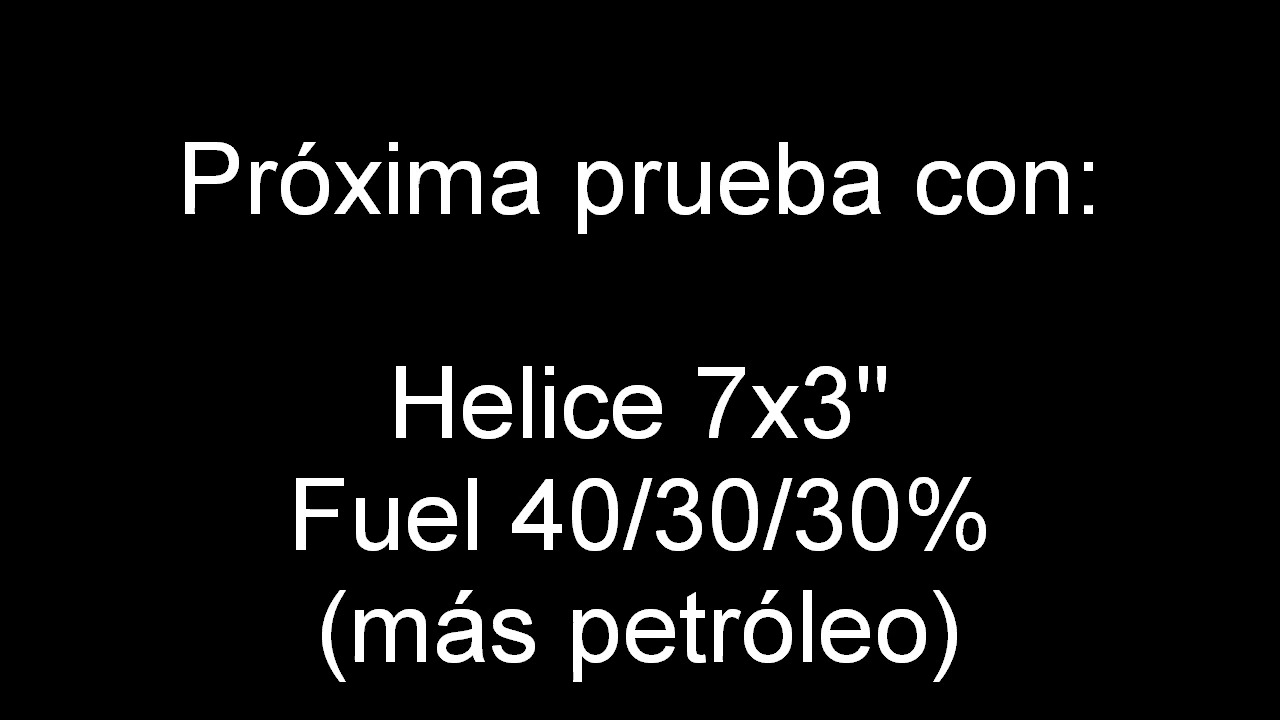 Próxima prueba con:
Helice 7x3"
Fuel 40/30/30%
(más petróleo)